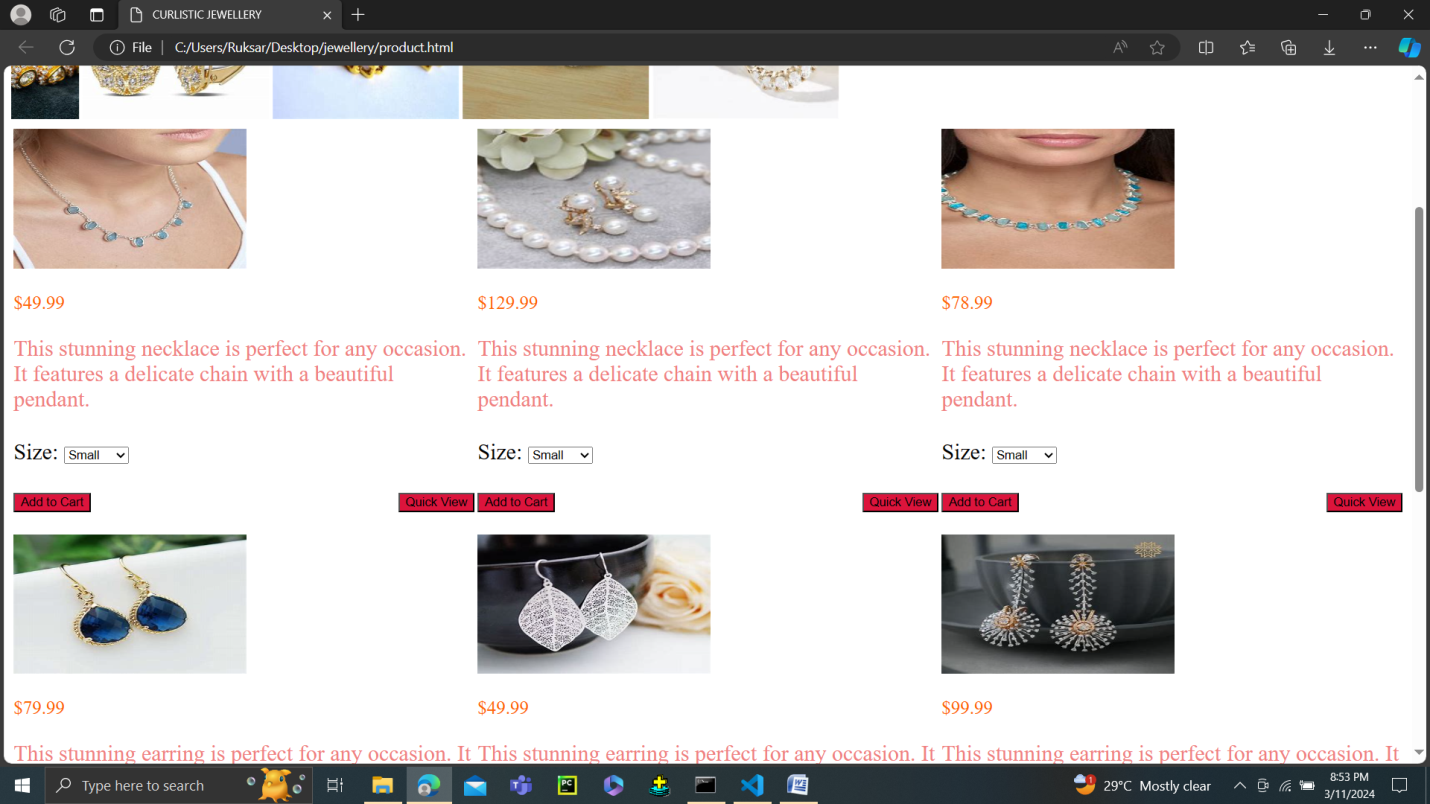 CURLISTIC JEWELLERY
File | C:/Users/Ruksar/Desktop/jewellery/product.html
$49.99 $129.99 $78.99
This stunning necklace is perfect for any occasion. This stunning necklace is perfect for any occasion. This stunning necklace is perfect for any occasion.
It features a delicate chain with a beautiful It features a delicate chain with a beautiful It features a delicate chain with a beautiful
pendant. pendant. pendant.
Size: Small Size: Small Size: Small
Add to Cart Quick View Add to Cart Quick View Add to Cart Quick View
$79.99 $49.99 $99.99
This stunning earring is perfect for any occasion. It This stunning earring is perfect for any occasion. It This stunning earring is perfect for any occasion. It
Type here to search 29°C Mostly clear 8:53 PM
3/11/2024